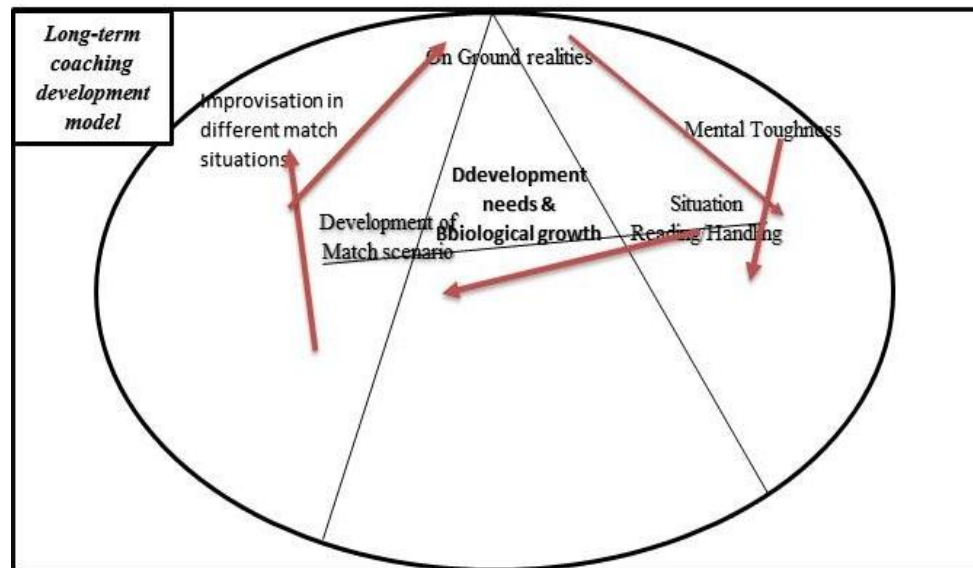 Long-term
coaching
development
model
On Ground realities
Improvisation in
different match
situations
Mental Toughness
Ddevelopment
needs &
Bbiological growth
Situation
Reading/Handling
Development of
Match scenario